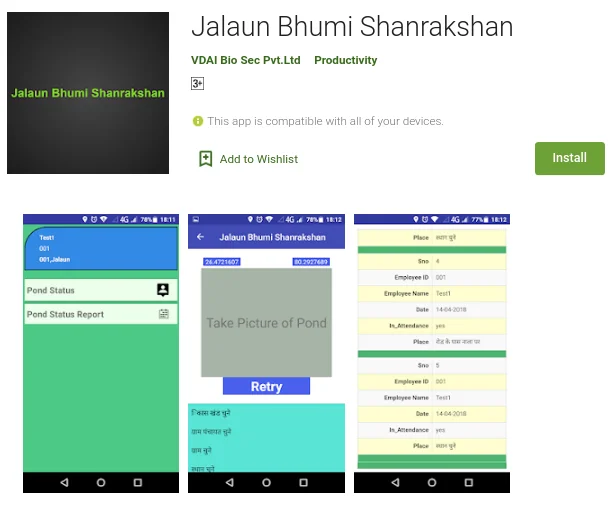 Jalaun Bhumi Shanrakshan
Jalaun Bhumi Shanrakshan
VDAI Bio Sec Pvt.Ltd Productivity
3+
This app is compatible with all of your devices.
Add to Wishlist
Install
4G 78% 18:11
Test1
001
001,Jalaun
Pond Status
Pond Status Report
4G 78% 18:12
Jalaun Bhumi Shanrakshan
26.4721607 80.2927689
Take Picture of Pond
Retry
विकास खंड चुने
ग्राम पंचायत चुने
ग्राम चुने
स्थान चुने
4G 77% 18:12
Place स्थान चुने
Sno 4
Employee ID 001
Employee Name Test1
Date 14-04-2018
In_Attendance yes
Place रोड के पास नाला पर
Sno 5
Employee ID 001
Employee Name Test1
Date 14-04-2018
In_Attendance yes
Place स्थान चुने